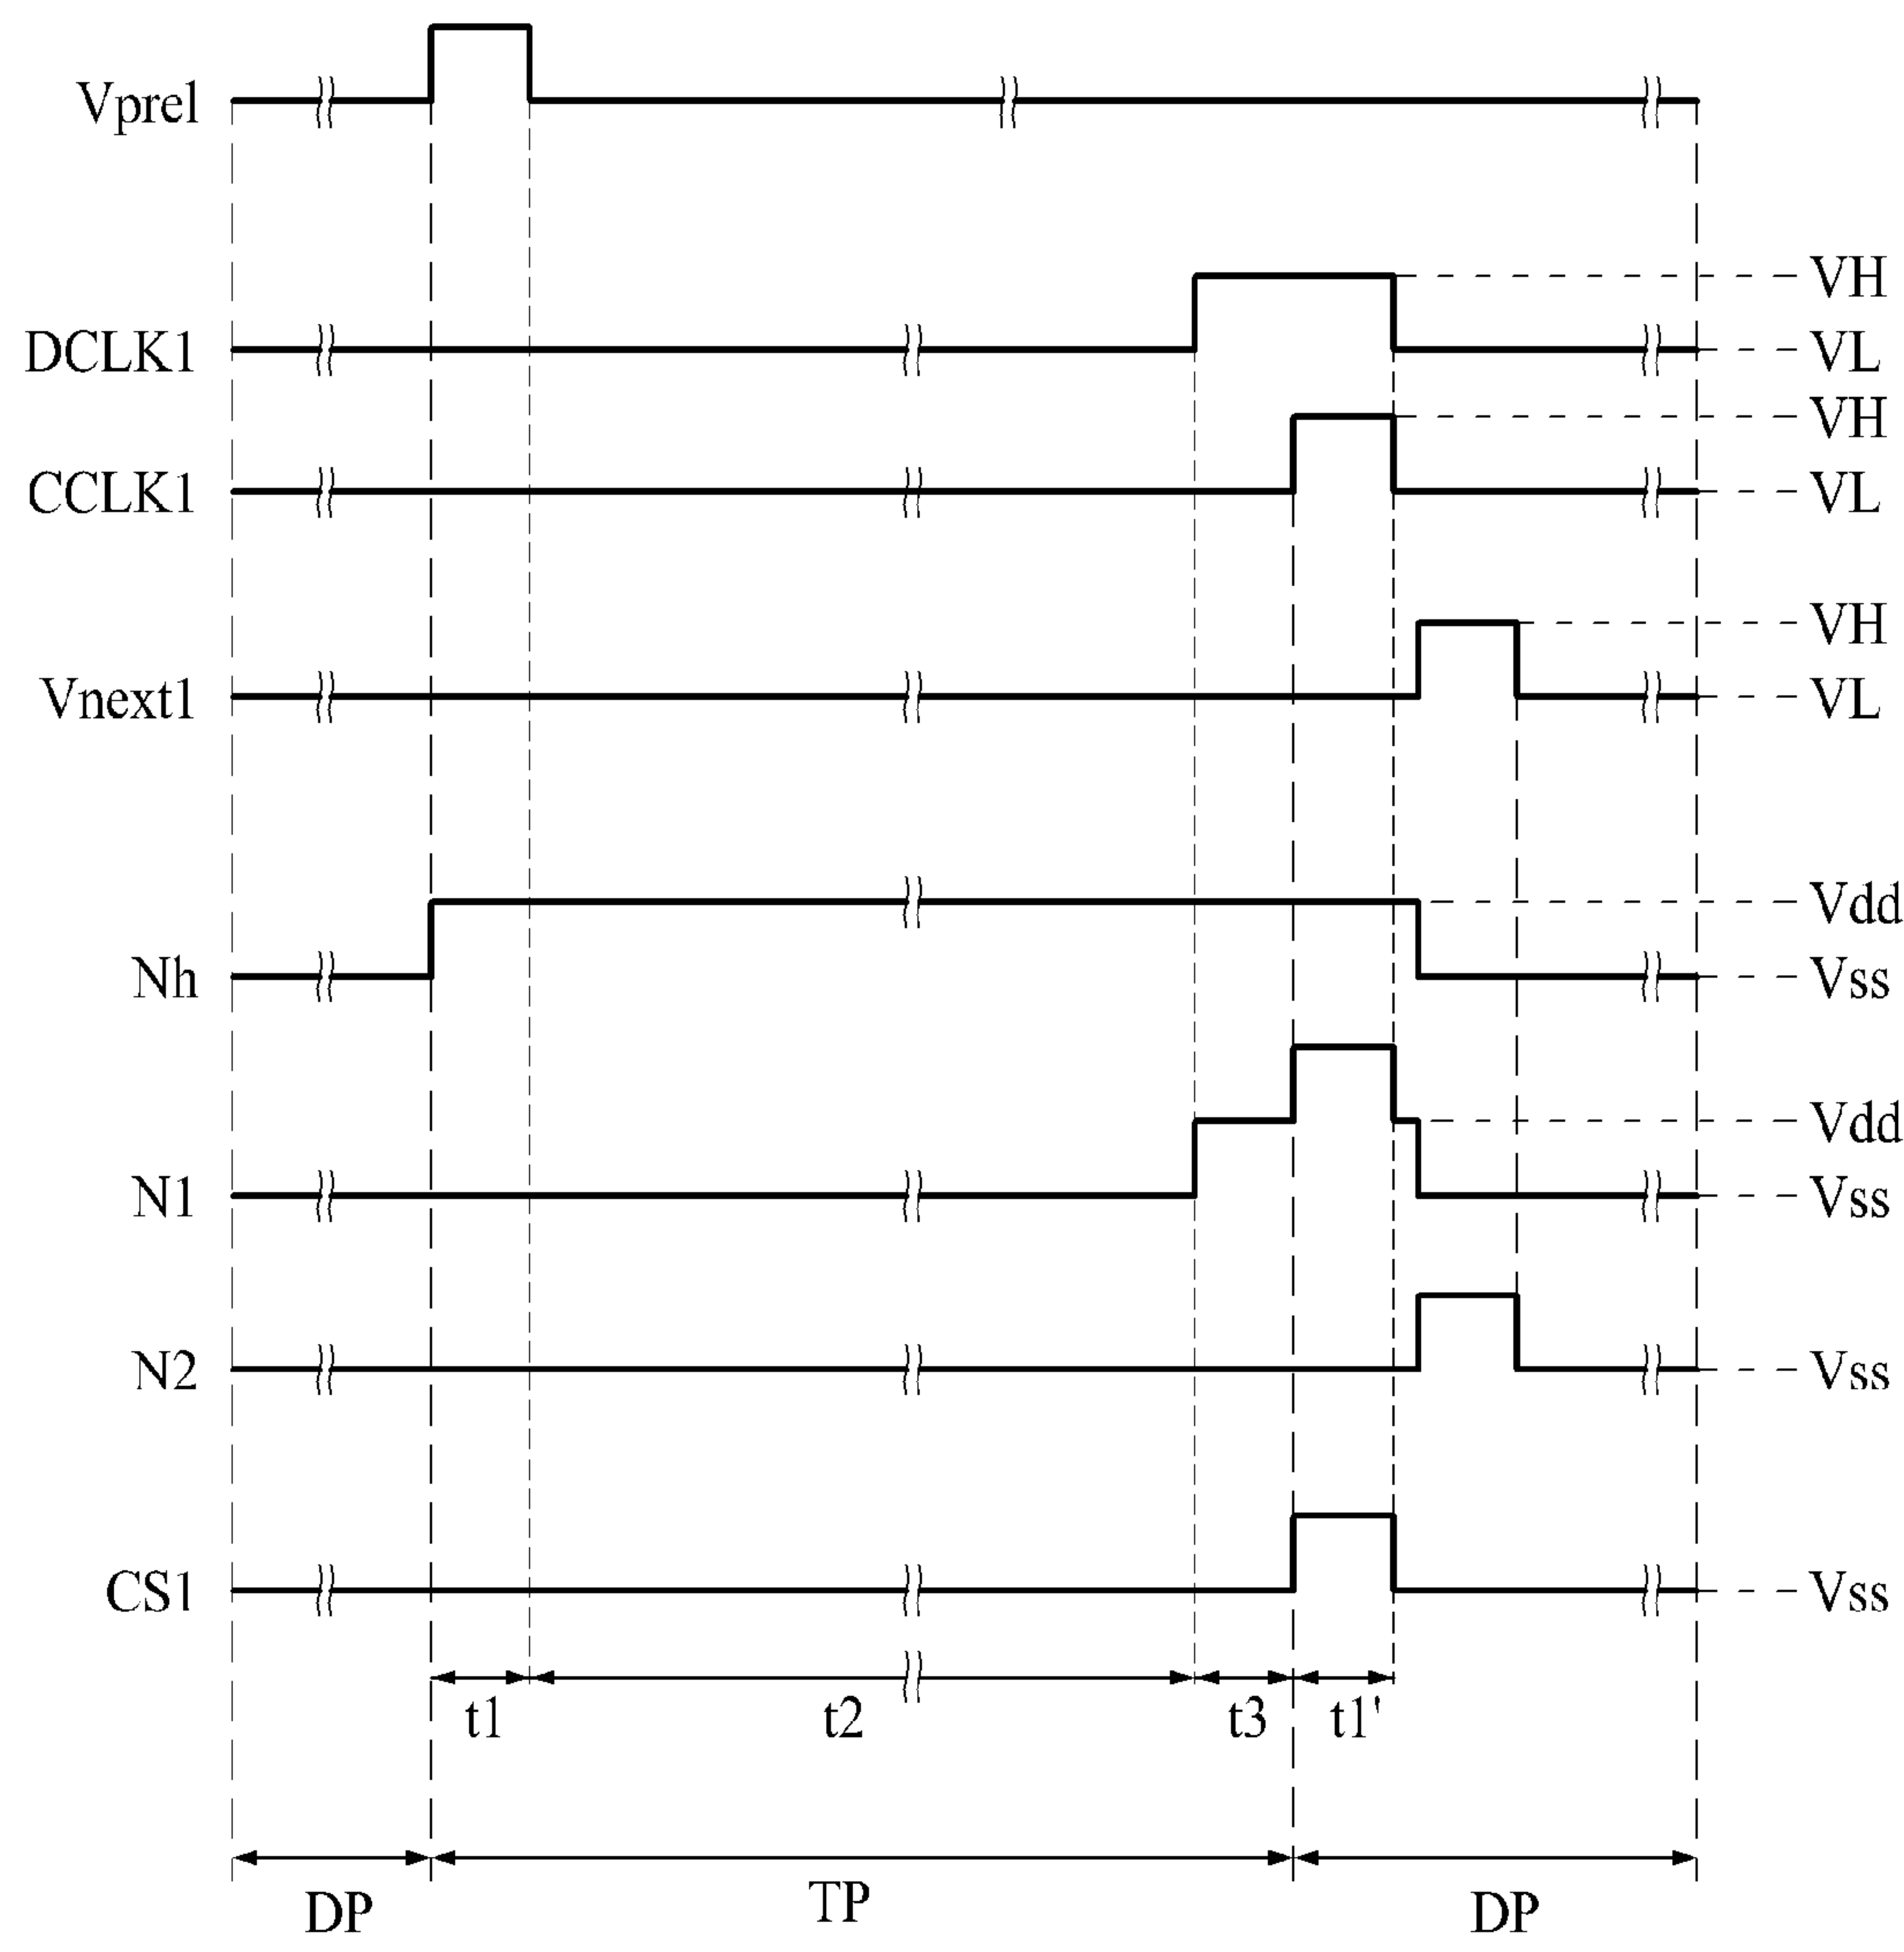 Vprel
DCLK1
VH
VL
CCLK1
VH
VL
Vnext1
VH
VL
Nh
Vdd
Vss
N1
Vdd
Vss
N2
Vss
CS1
Vss
t1 t2 t3 t1'
DP TP DP